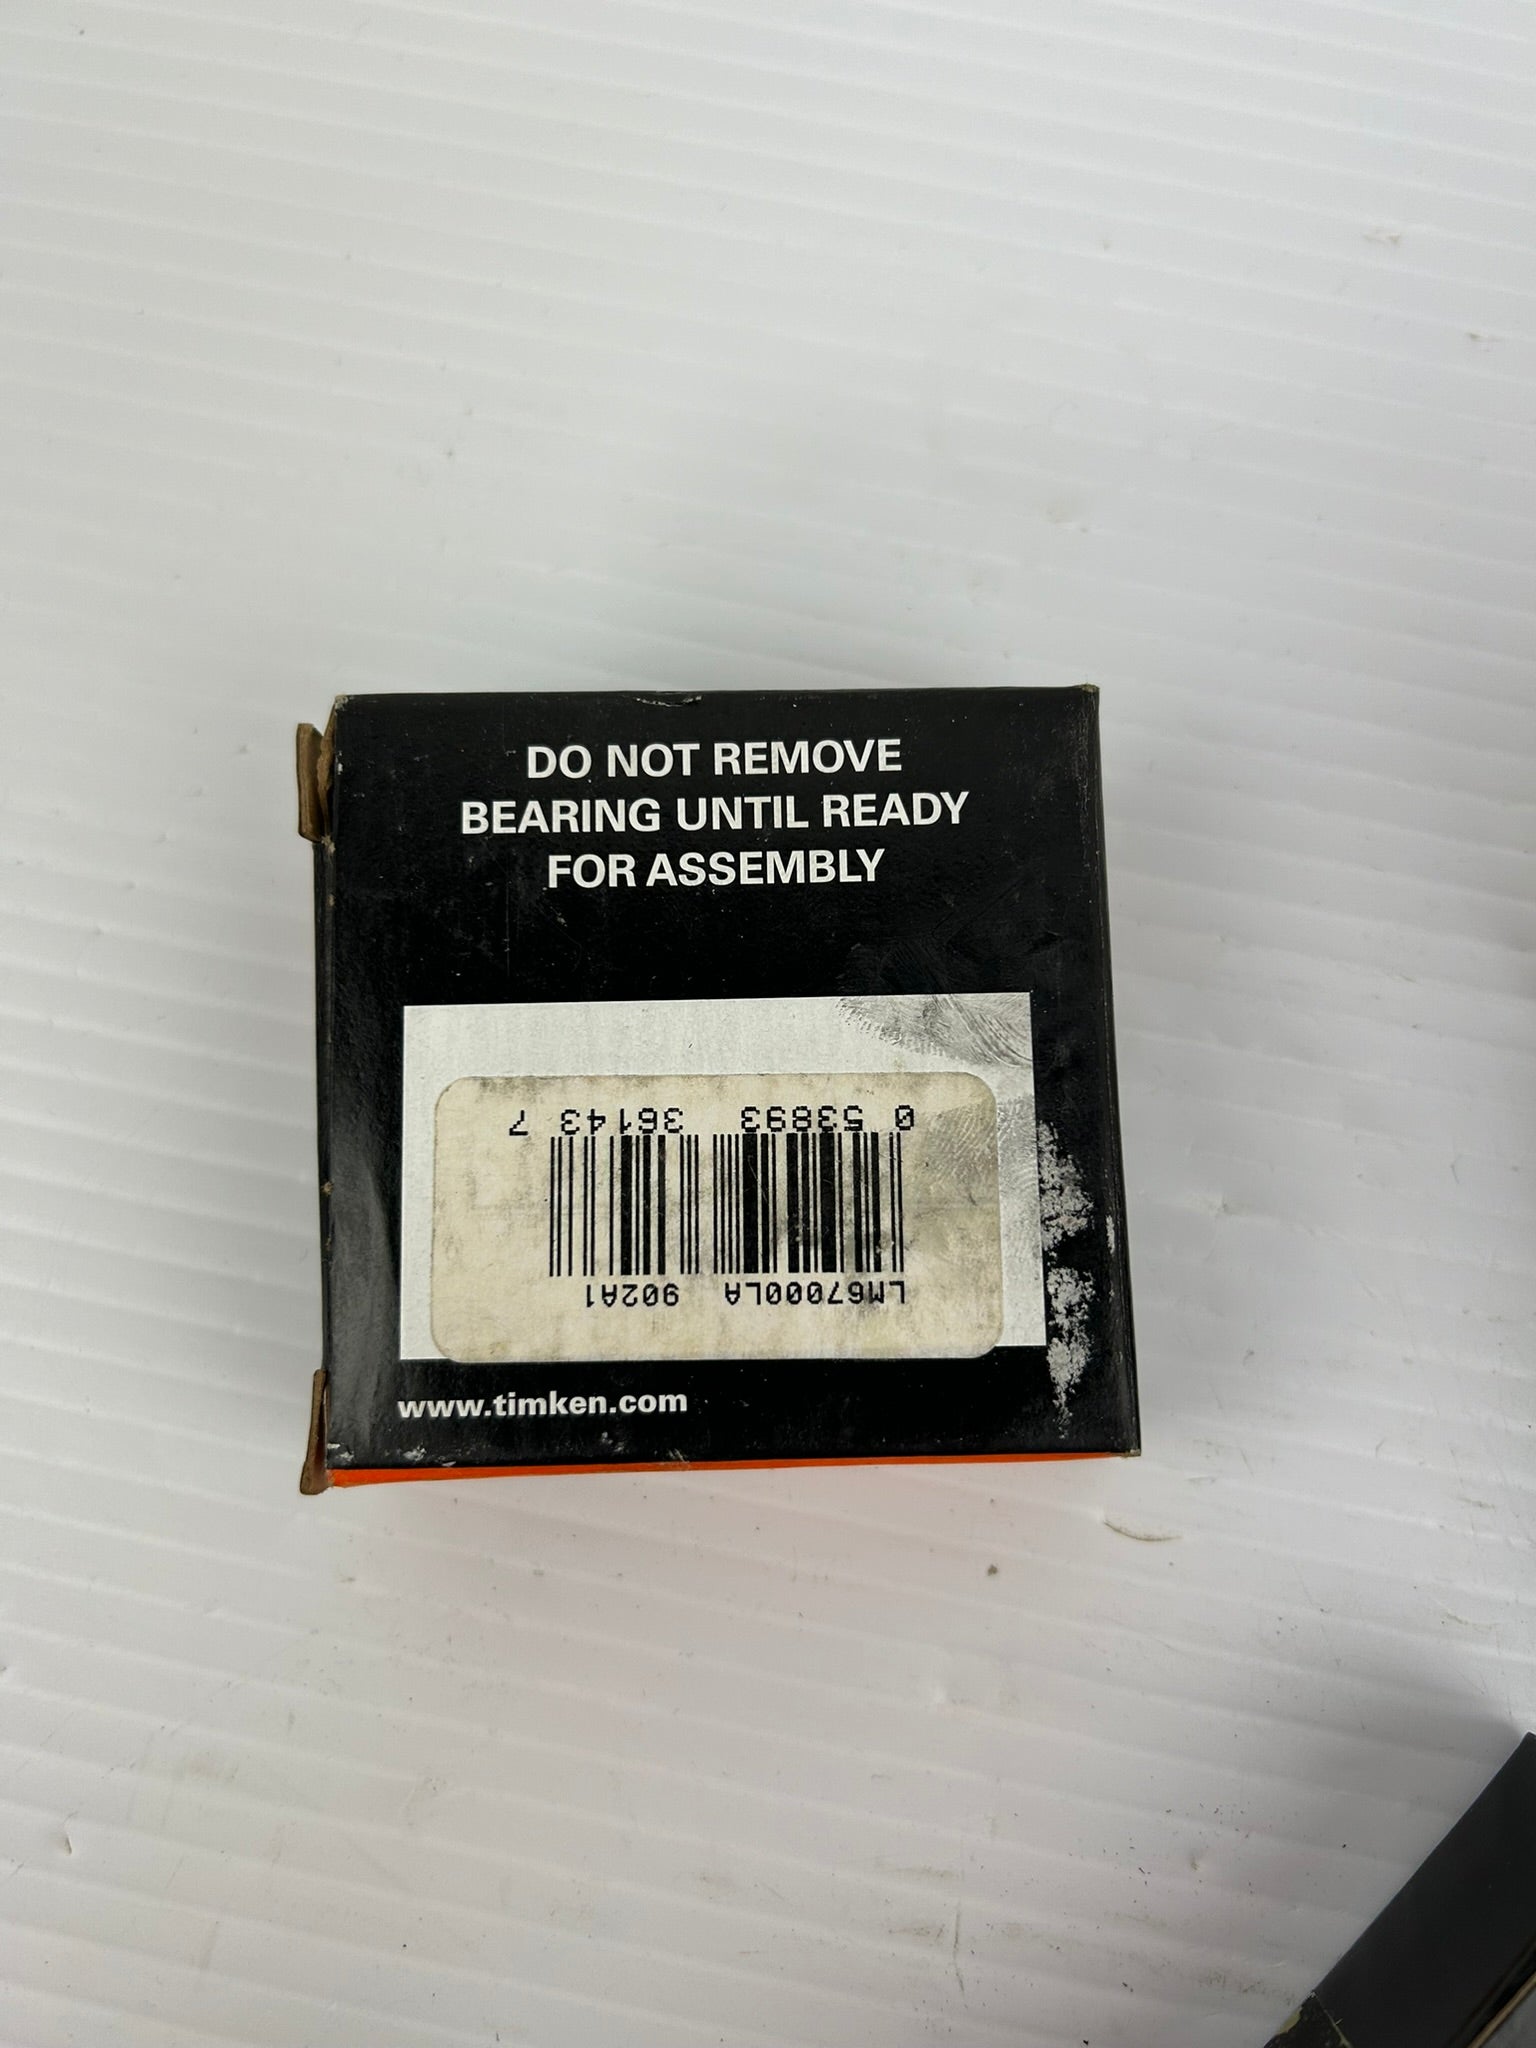 DO NOT REMOVE
BEARING UNTIL READY
FOR ASSEMBLY
LM67000LA 902A1
0 53893 36143 7
www.timken.com